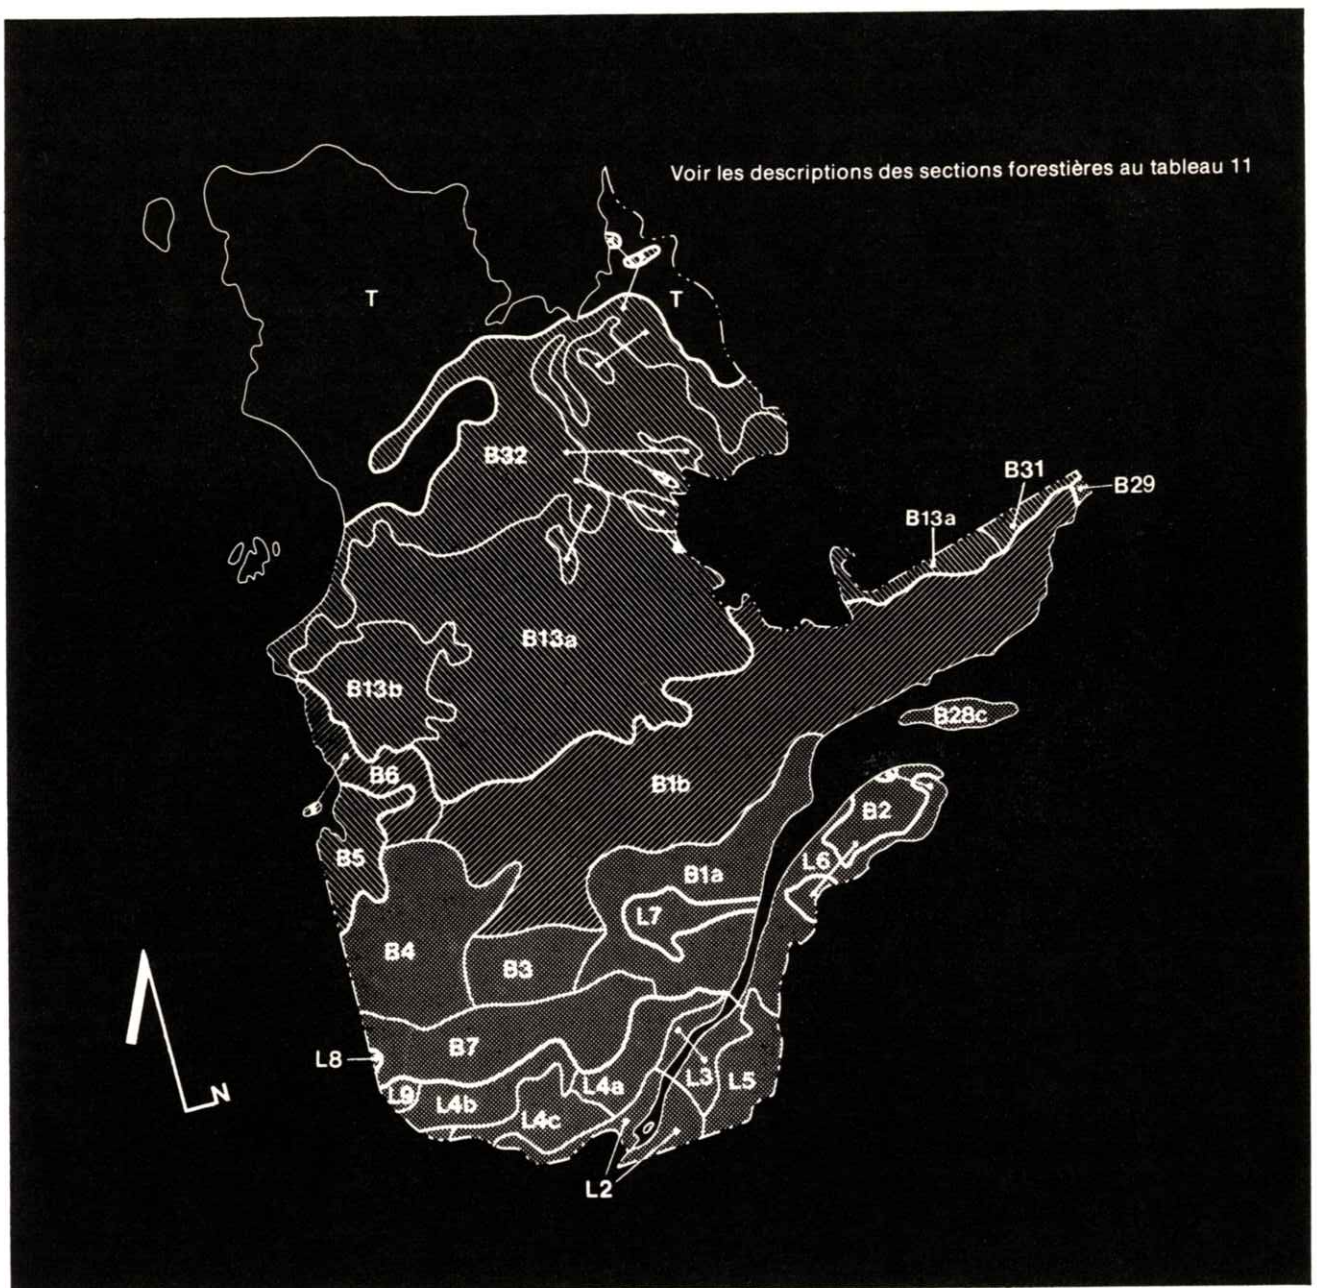 Voir les descriptions des sections forestières au tableau 11
T
T
B32
B31
B29
B13a
B13a
B13b
B28c
B6
B1b
B2
B5
B1a
L6
L7
B4
B3
B7
L8
L3
L5
L4a
L9
L4b
L4c
N
L2